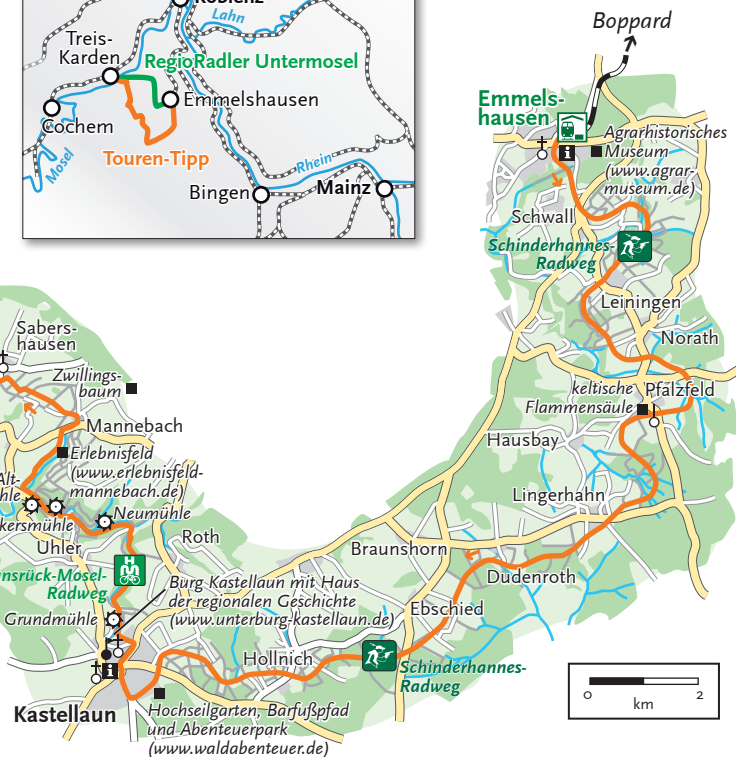 Koblenz
Lahn
Treis-
Karden
RegioRadler Untermosel
Emmelshausen
Cochem
Mosel
Touren-Tipp
Rhein
Bingen
Mainz
Boppard
Emmels-
hausen
Agrarhistorisches
Museum
(www.agrar-
museum.de)
Schwall
Schinderhannes-
Radweg
Leiningen
Norath
keltische
Flammensäule
Pfalzfeld
Hausbay
Lingerhahn
Sabers-
hausen
Zwillings-
baum
Mannebach
Erlebnisfeld
(www.erlebnisfeld-
mannebach.de)
Alt-
Neumühle
kersmühle
Uhler
Roth
Braunshorn
Dudenroth
nsrück-Mosel-
Radweg
Burg Kastellaun mit Haus
der regionalen Geschichte
(www.unterburg-kastellaun.de)
Ebschied
Grundmühle
Hollnich
Schinderhannes-
Radweg
Kastellaun
Hochseilgarten, Barfußpfad
und Abenteuerpark
(www.waldabenteuer.de)
0 2
km